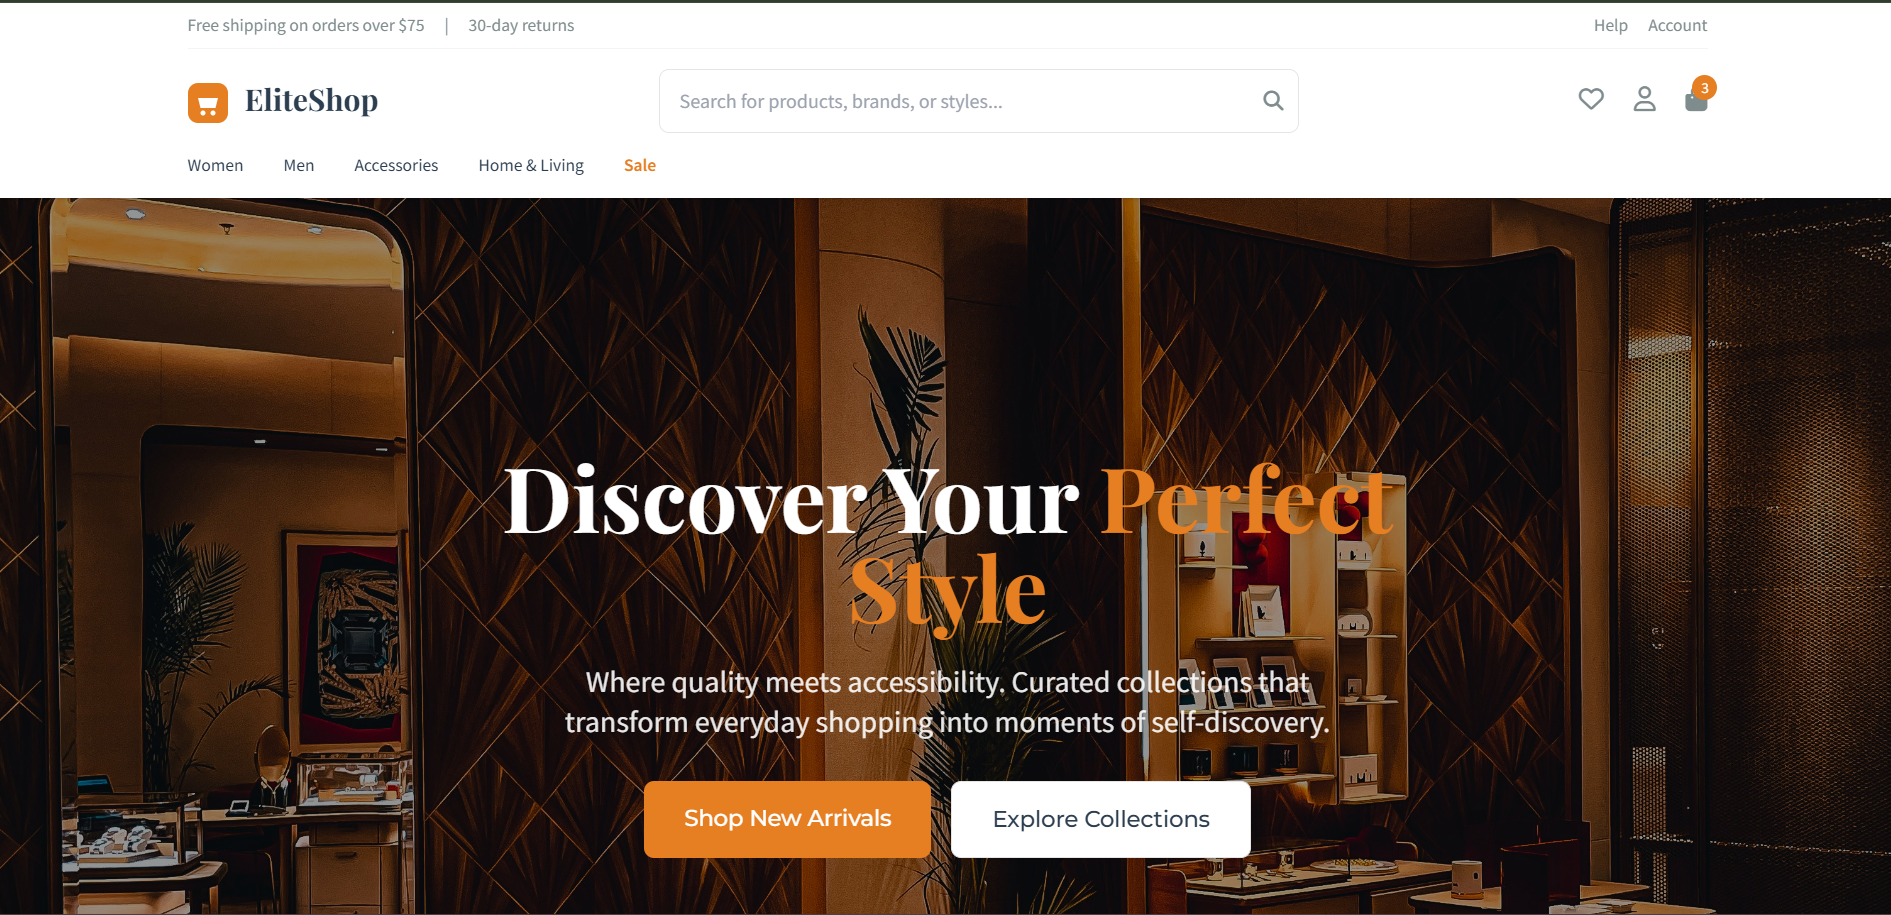 Free shipping on orders over $75 | 30-day returns
Help Account
EliteShop
Search for products, brands, or styles...
3
Women Men Accessories Home & Living Sale
Discover Your Perfect
Style
Where quality meets accessibility. Curated collections that
transform everyday shopping into moments of self-discovery.
Shop New Arrivals
Explore Collections